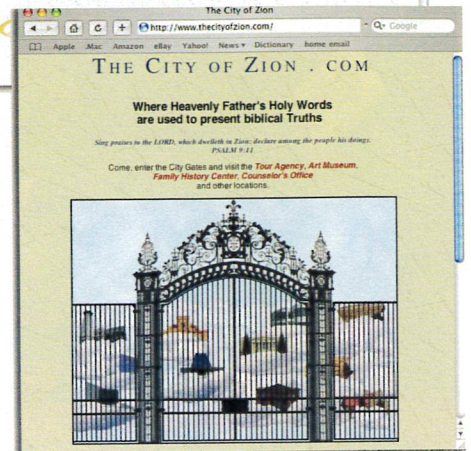 The City of Zion
http://www.thecityofzion.com/
Google
Apple .Mac Amazon eBay Yahoo! News ▾ Dictionary home email
THE CITY OF ZION . COM
Where Heavenly Father's Holy Words
are used to present biblical Truths
Sing praises to the LORD, which dwelleth in Zion: declare among the people his doings.
PSALM 9:11
Come, enter the City Gates and visit the Tour Agency, Art Museum,
Family History Center, Counselor's Office
and other locations.